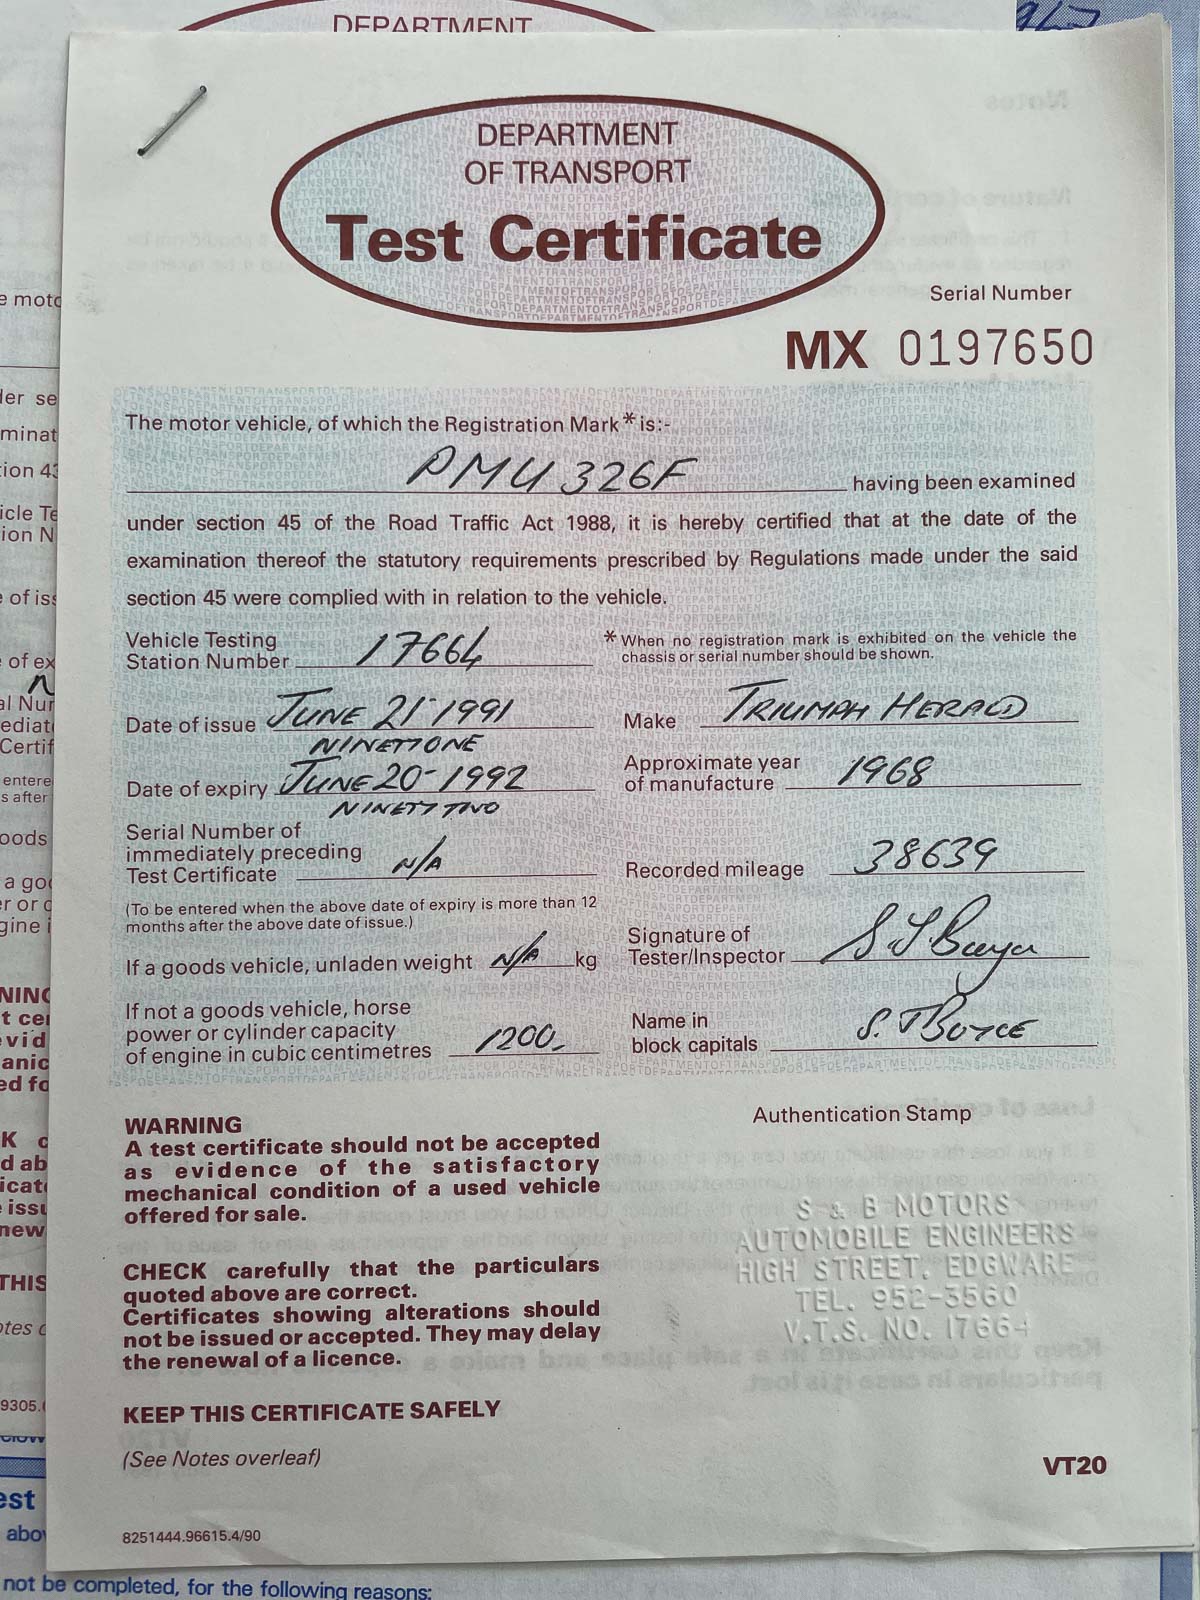 DEPARTMENT
DEPARTMENT
OF TRANSPORT
Test Certificate
Serial Number
MX 0197650
The motor vehicle, of which the Registration Mark * is:-
PMU 326F having been examined
under section 45 of the Road Traffic Act 1988, it is hereby certified that at the date of the
examination thereof the statutory requirements prescribed by Regulations made under the said
section 45 were complied with in relation to the vehicle.
Vehicle Testing
Station Number 17664
* When no registration mark is exhibited on the vehicle the
chassis or serial number should be shown.
Date of issue JUNE 21-1991
NINETY ONE
Make TRIUMPH HERALD
Date of expiry JUNE 20-1992
NINETY TWO
Approximate year
of manufacture 1968
Serial Number of
immediately preceding
Test Certificate N/A
Recorded mileage 38639
(To be entered when the above date of expiry is more than 12
months after the above date of issue.)
If a goods vehicle, unladen weight N/A kg
Signature of
Tester/Inspector
If not a goods vehicle, horse
power or cylinder capacity
of engine in cubic centimetres 1200.
Name in
block capitals S. J BOYCE
WARNING
A test certificate should not be accepted
as evidence of the satisfactory
mechanical condition of a used vehicle
offered for sale.
CHECK carefully that the particulars
quoted above are correct.
Certificates showing alterations should
not be issued or accepted. They may delay
the renewal of a licence.
KEEP THIS CERTIFICATE SAFELY
(See Notes overleaf)
Authentication Stamp
S & B MOTORS
AUTOMOBILE ENGINEERS
HIGH STREET. EDGWARE
TEL. 952-3560
V.T.S. NO. 17664
VT20
8251444.96615.4/90
not be completed, for the following reasons: